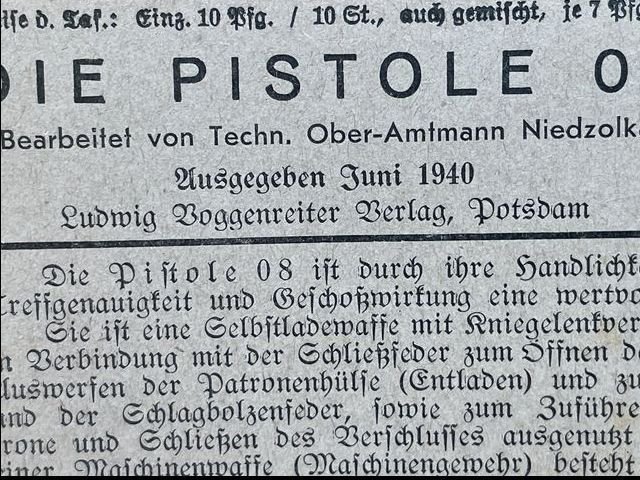 d. Taf.: Einz. 10 Pfg. / 10 St., auch gemischt, je 7 Pfg
DIE PISTOLE 0
Bearbeitet von Techn. Ober-Amtmann Niedzolk
Ausgegeben Juni 1940
Ludwig Voggenreiter Verlag, Potsdam
Die Pistole 08 ist durch ihre Handlichk
Treffgenauigkeit und Geschoßwirkung eine wertvo
Sie ist eine Selbstladewaffe mit Kniegelenkver
n Verbindung mit der Schließfeder zum Öffnen d
Auswerfen der Patronenhülse (Entladen) und zu
und der Schlagbolzenfeder, sowie zum Zuführe
rone und Schließen des Verschlusses ausgenutzt
einer Maschinenwaffe (Maschinengewehr) besteht